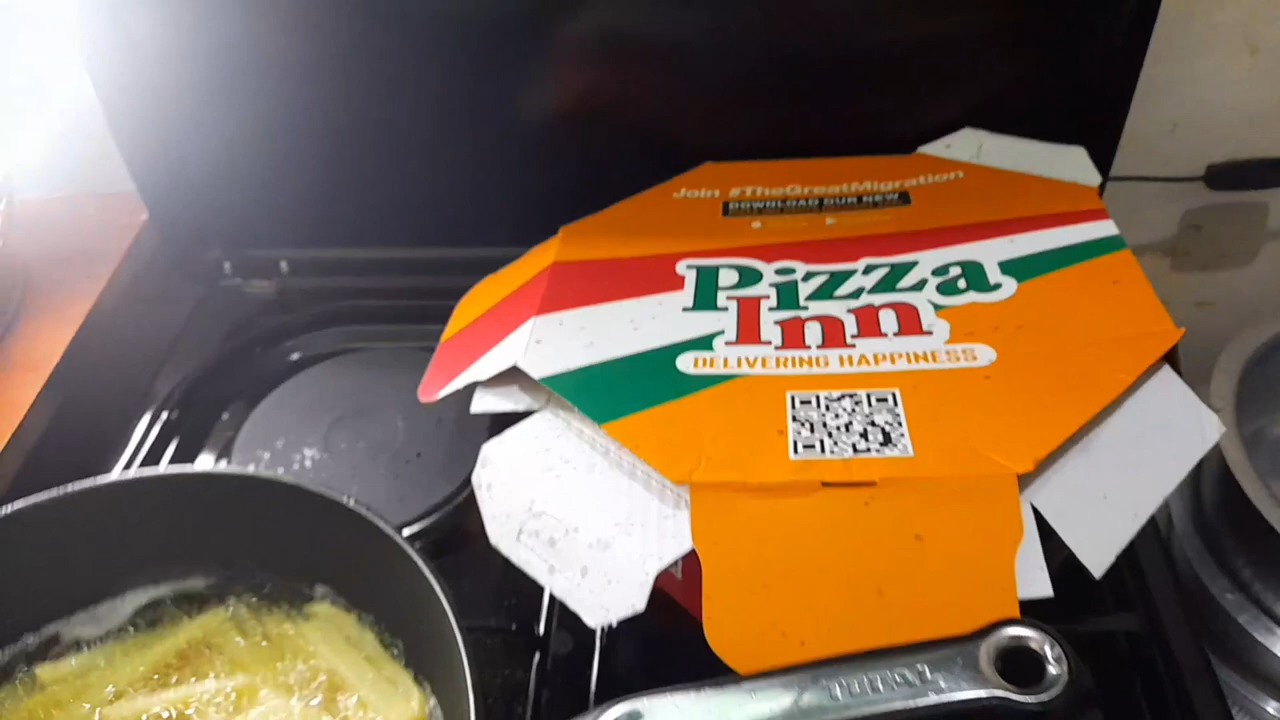 Join #TheGreatMigration
DOWNLOAD OUR NEW
Pizza
Inn
DELIVERING HAPPINESS